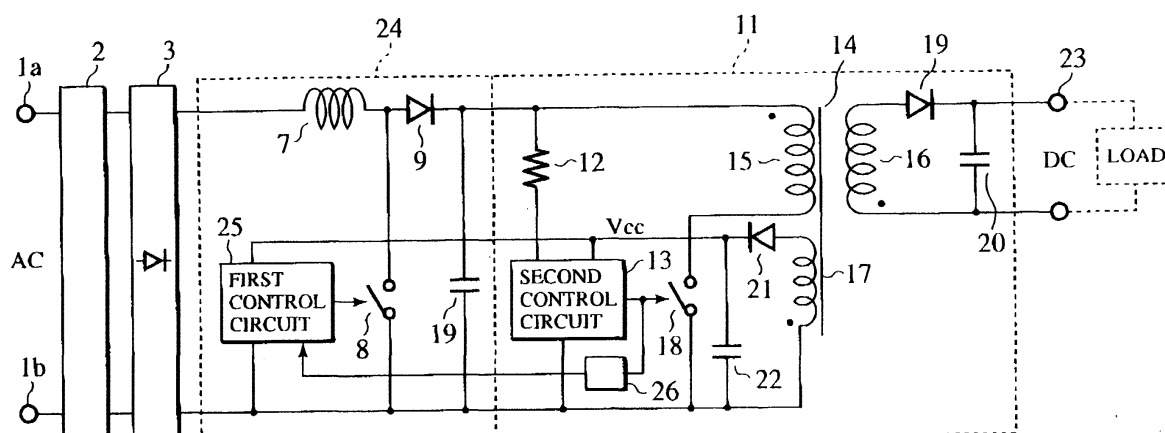 24
11
1a
2
3
14
19
23
7
9
12
15
16
DC
LOAD
20
AC
25
Vcc
13
21
17
FIRST
CONTROL
CIRCUIT
SECOND
CONTROL
CIRCUIT
8
19
18
22
26
1b